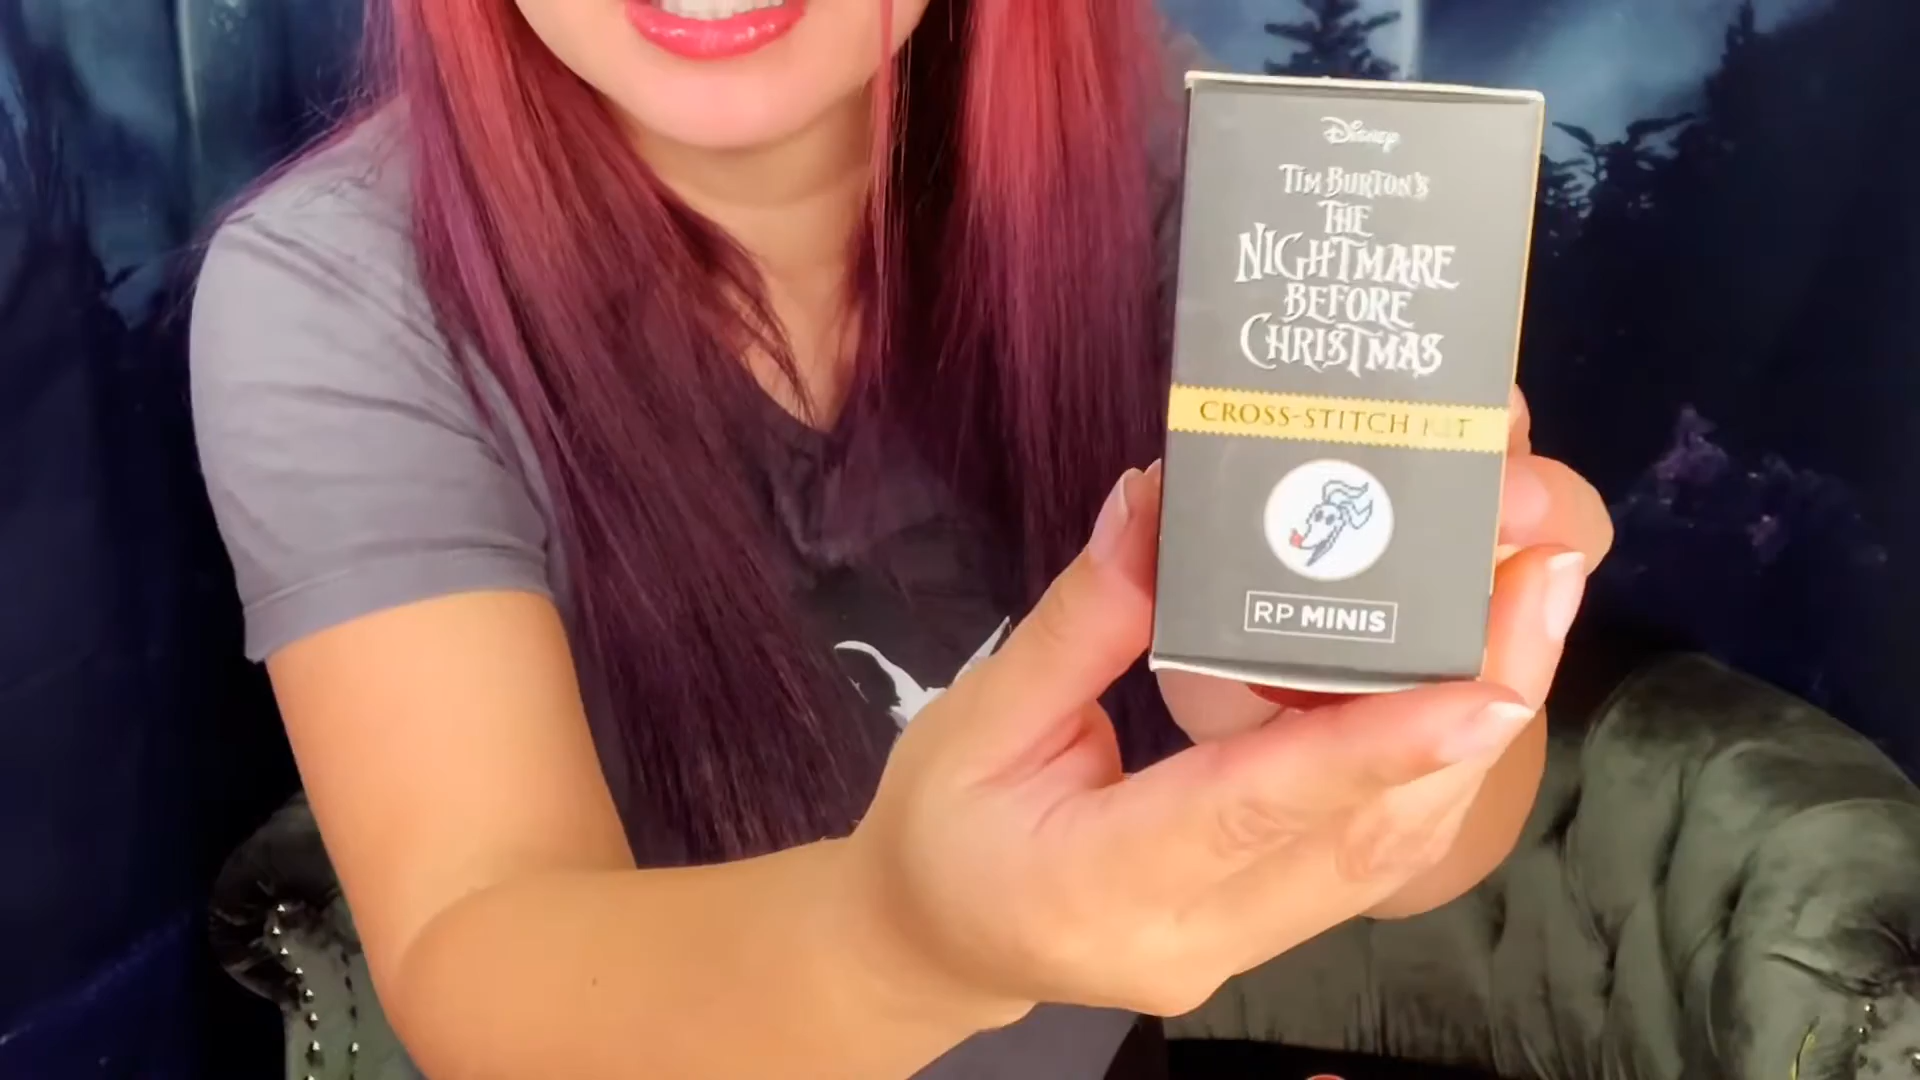 Disney
TIM BURTON'S
THE
NIGHTMARE
BEFORE
CHRISTMAS
CROSS-STITCH KIT
RP MINIS